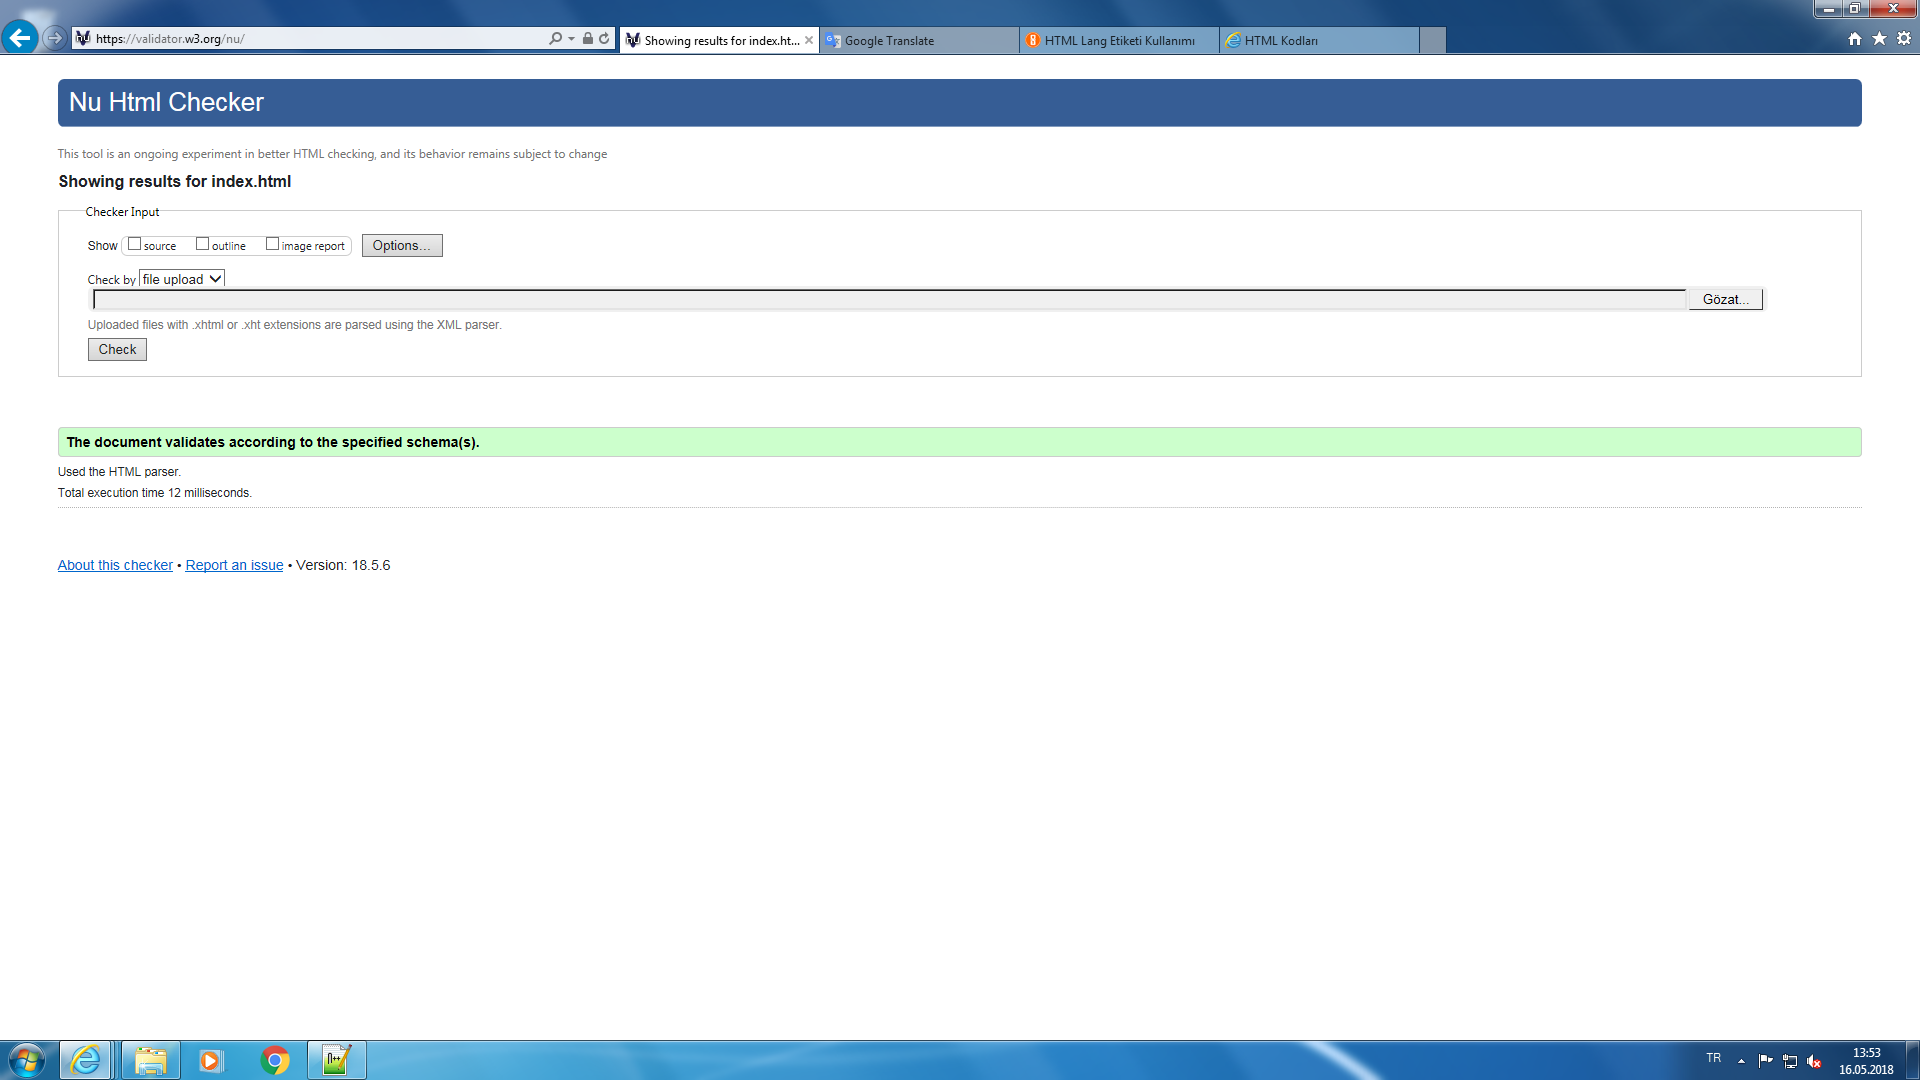 https://validator.w3.org/nu/
Showing results for index.ht...
Google Translate
HTML Lang Etiketi Kullanımı
HTML Kodları
Nu Html Checker
This tool is an ongoing experiment in better HTML checking, and its behavior remains subject to change
Showing results for index.html
Checker Input
Show source outline image report Options...
Check by file upload
Gözat...
Uploaded files with .xhtml or .xht extensions are parsed using the XML parser.
Check
The document validates according to the specified schema(s).
Used the HTML parser.
Total execution time 12 milliseconds.
About this checker • Report an issue • Version: 18.5.6
TR
13:53
16.05.2018